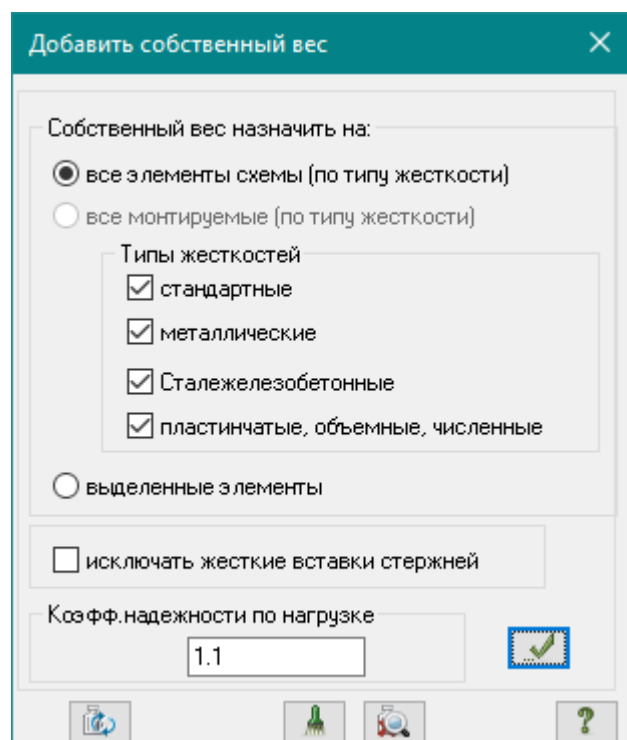 Добавить собственный вес
Собственный вес назначить на:
все элементы схемы (по типу жесткости)
все монтируемые (по типу жесткости)
Типы жесткостей
стандартные
металлические
Сталежелезобетонные
пластинчатые, объемные, численные
выделенные элементы
исключать жесткие вставки стержней
Коэфф.надежности по нагрузке
1.1
?